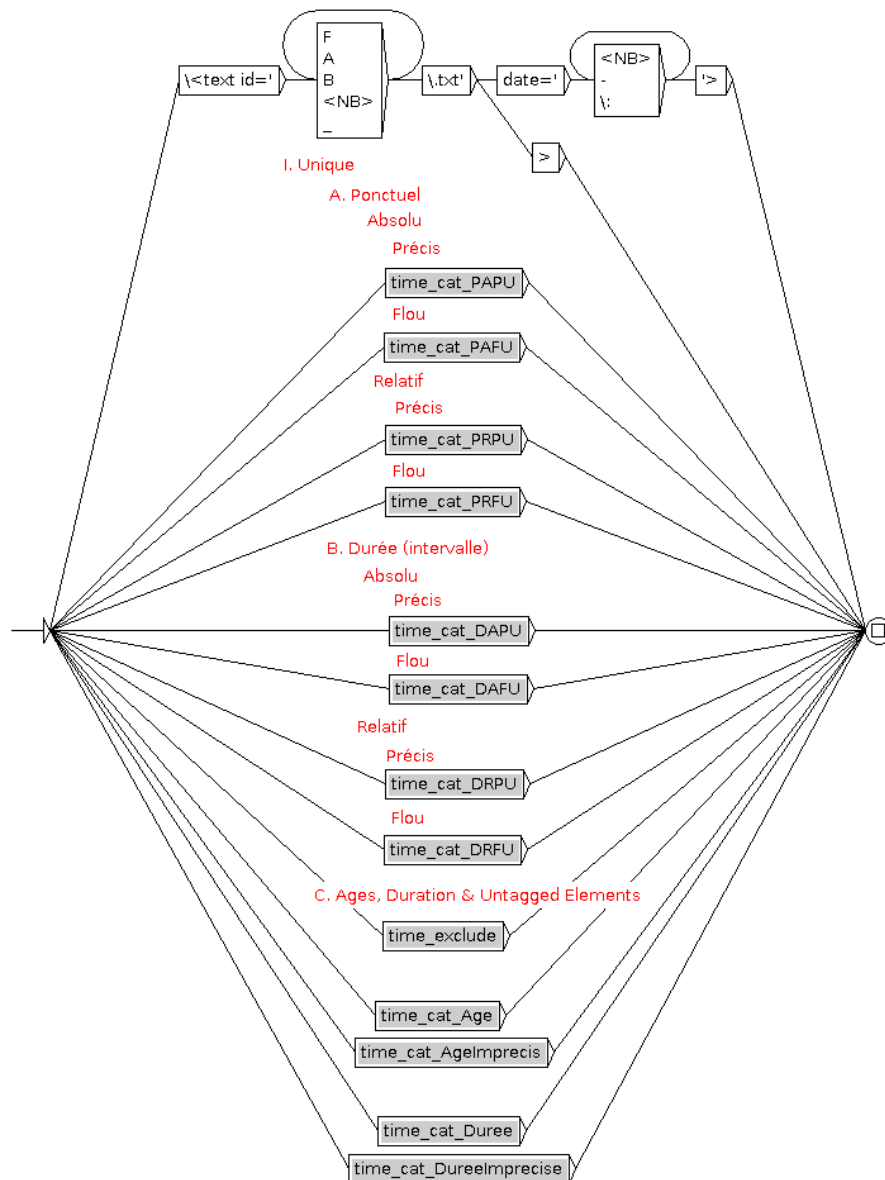 F
A
<NB>
\<text id=' B \.txt' date=' - '>
<NB> \:
_
>
I. Unique
A. Ponctuel
Absolu
Précis
time_cat_PAPU
Flou
time_cat_PAFU
Relatif
Précis
time_cat_PRPU
Flou
time_cat_PRFU
B. Durée (intervalle)
Absolu
Précis
time_cat_DAPU
Flou
time_cat_DAFU
Relatif
Précis
time_cat_DRPU
Flou
time_cat_DRFU
C. Ages, Duration & Untagged Elements
time_exclude
time_cat_Age
time_cat_AgeImprecis
time_cat_Duree
time_cat_DureeImprecise